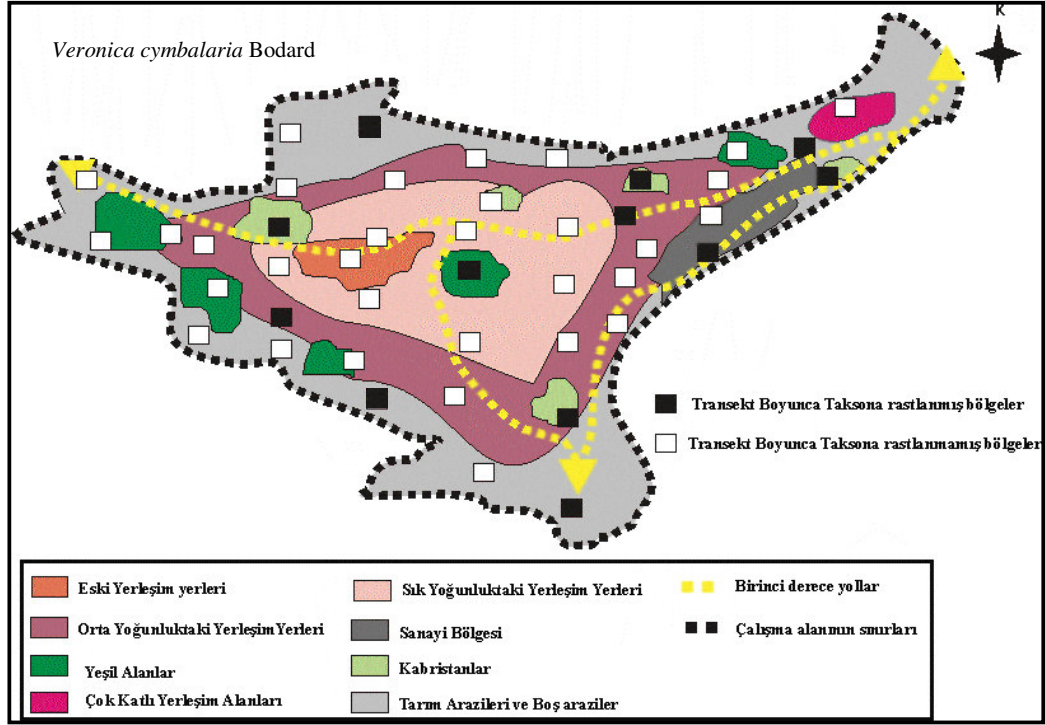 K
Veronica cymbalaria Bodard
Transekt Boyunca Taksona rastlanmış bölgeler
Transekt Boyunca Taksona rastlanmamış bölgeler
Eski Yerleşim yerleri
Sık Yoğunluktaki Yerleşim Yerleri
Birinci derece yollar
Orta Yoğunluktaki Yerleşim Yerleri
Sanayi Bölgesi
Çalışma alanının sınırları
Yeşil Alanlar
Kabristanlar
Çok Katlı Yerleşim Alanları
Tarım Arazileri ve Boş araziler